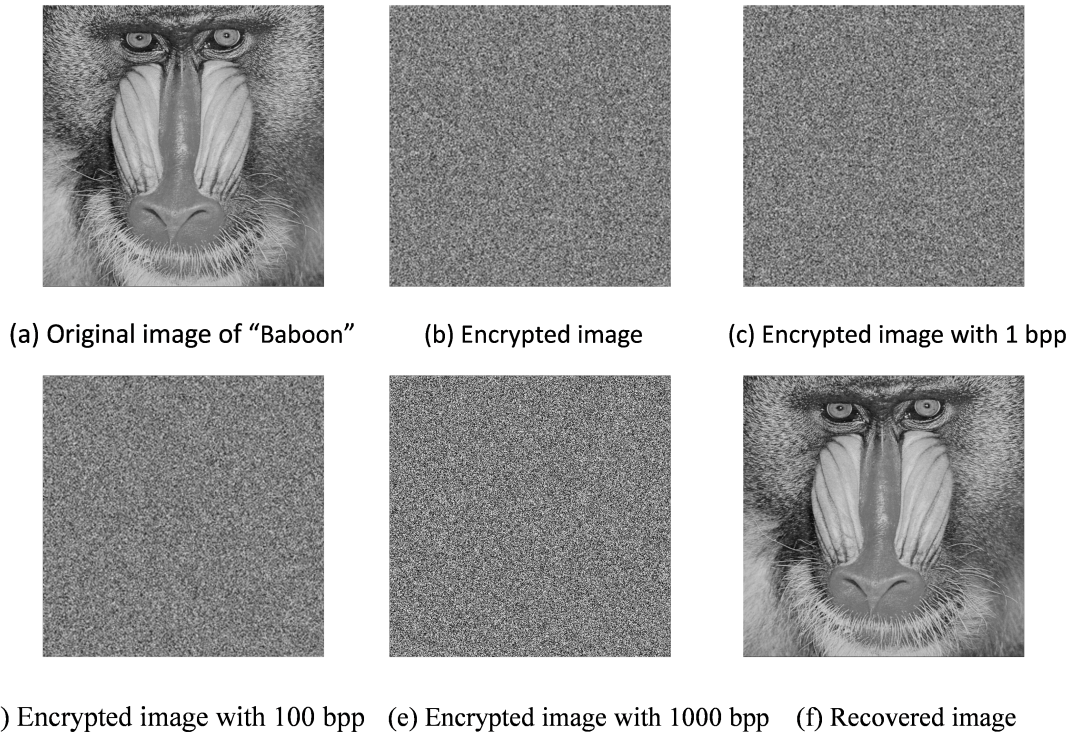 (a) Original image of “Baboon”
(b) Encrypted image
(c) Encrypted image with 1 bpp
) Encrypted image with 100 bpp
(e) Encrypted image with 1000 bpp
(f) Recovered image